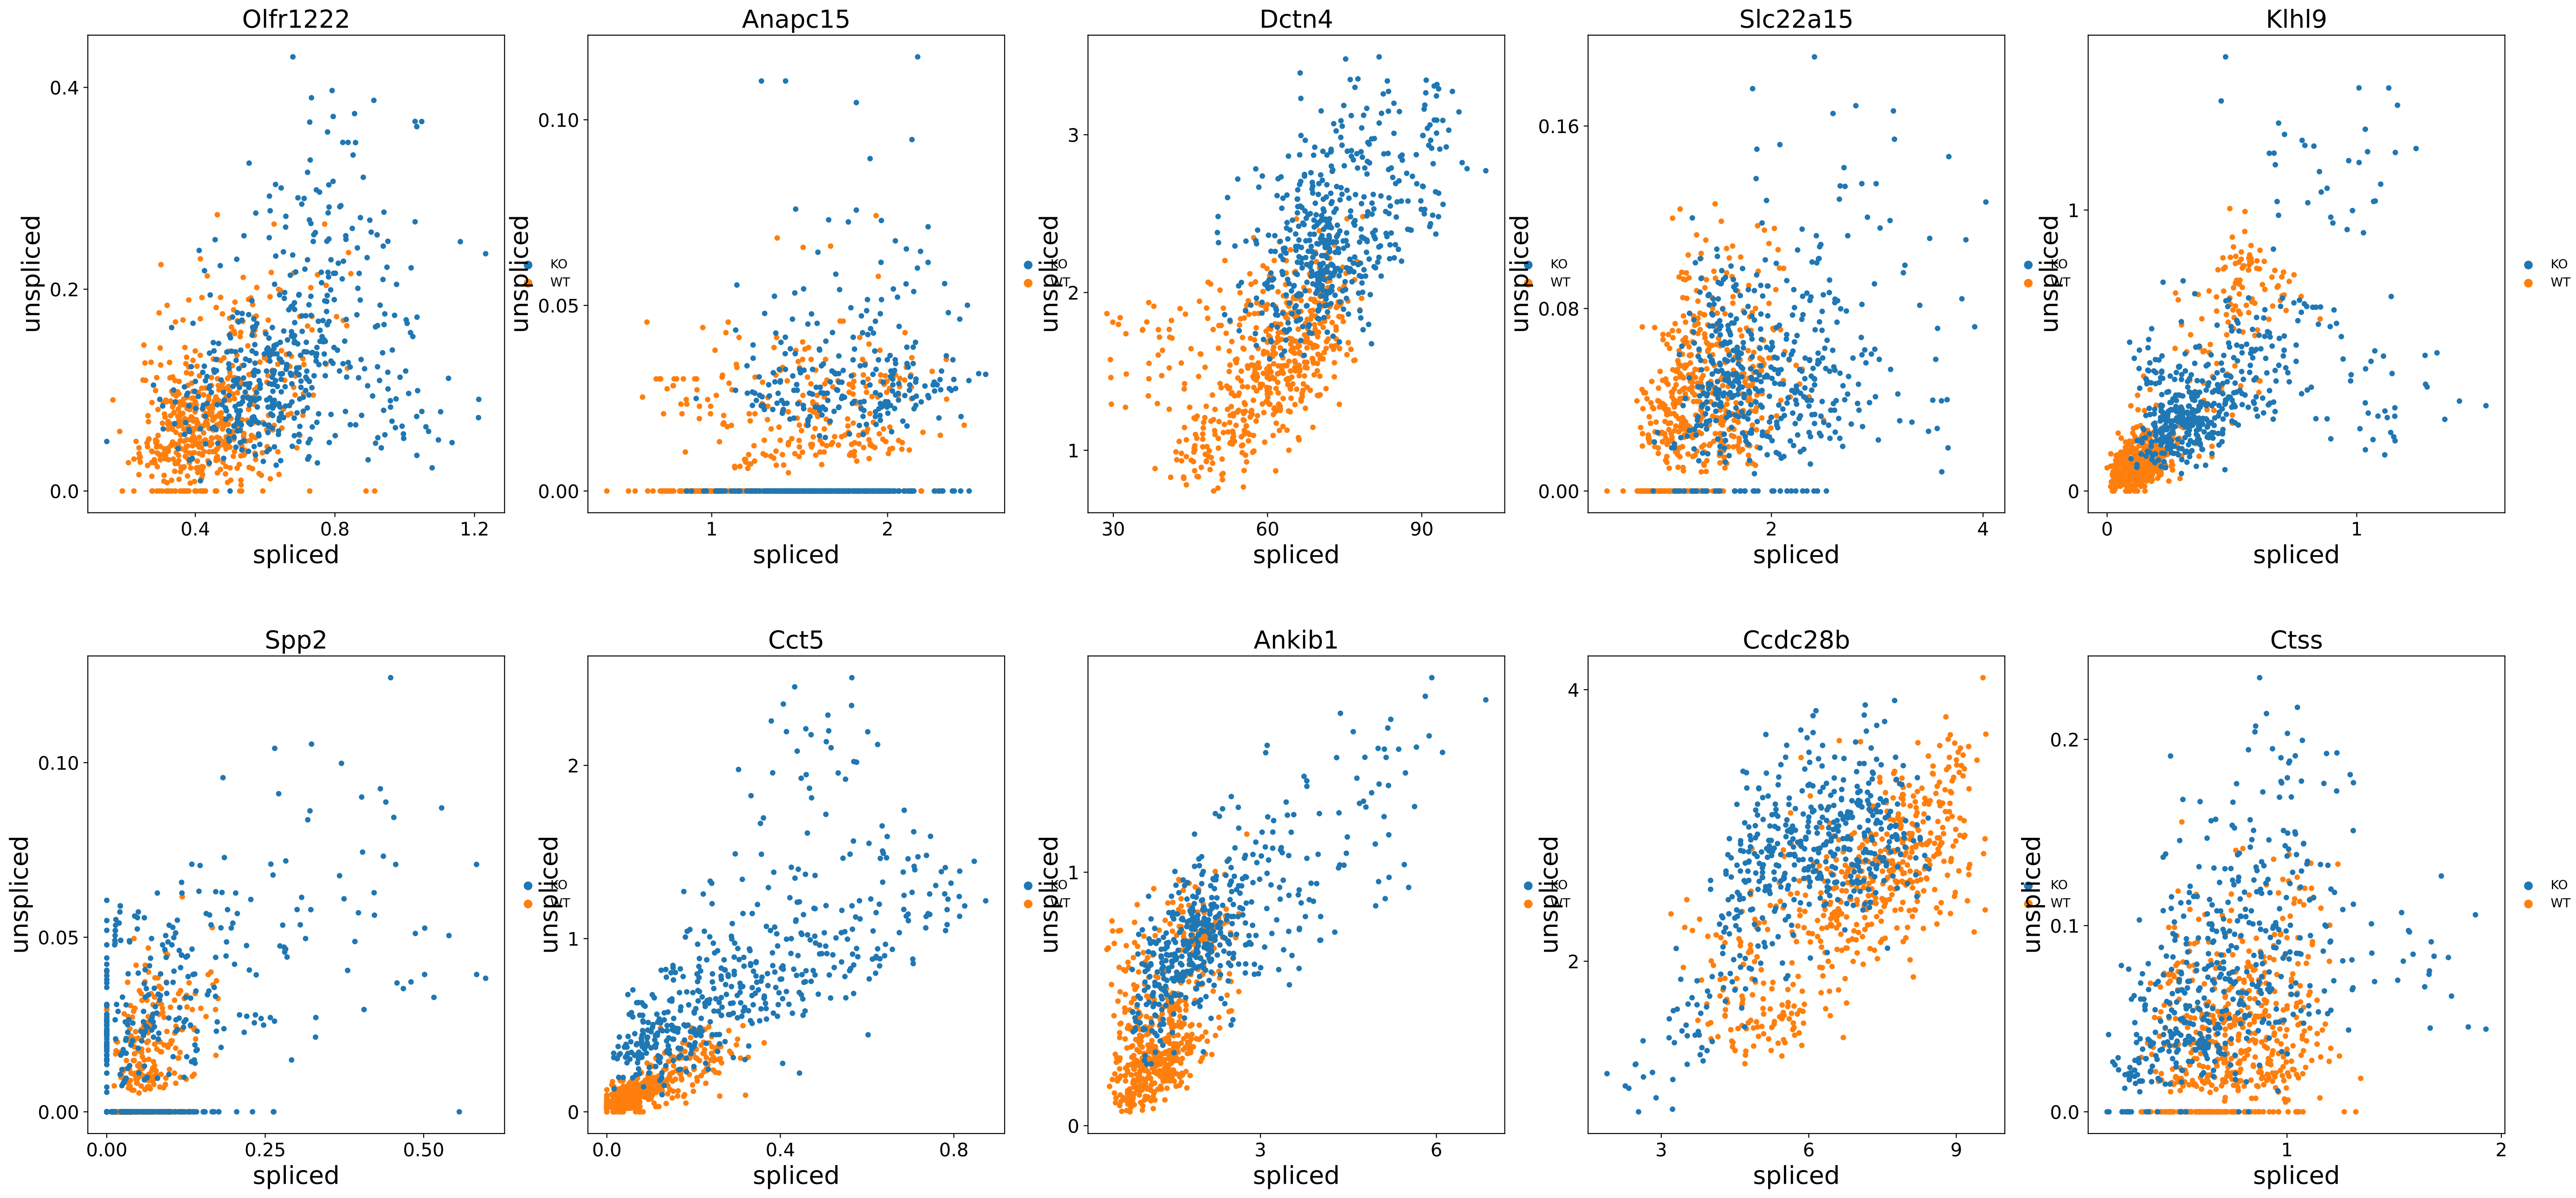 Olfr1222
Anapc15
Dctn4
Slc22a15
Klhl9
unspliced
0.4
0.2
0.0
0.4
0.8
1.2
spliced
KO
WT
unspliced
0.10
0.05
0.00
1
2
spliced
KO
WT
unspliced
3
2
1
30
60
90
spliced
KO
WT
unspliced
0.16
0.08
0.00
2
4
spliced
KO
WT
unspliced
1
0
0
1
spliced
KO
WT
Spp2
Cct5
Ankib1
Ccdc28b
Ctss
unspliced
0.10
0.05
0.00
0.00
0.25
0.50
spliced
KO
WT
unspliced
2
1
0
0.0
0.4
0.8
spliced
KO
WT
unspliced
1
0
3
6
spliced
KO
WT
unspliced
4
2
3
6
9
spliced
KO
WT
unspliced
0.2
0.1
0.0
1
2
spliced
KO
WT